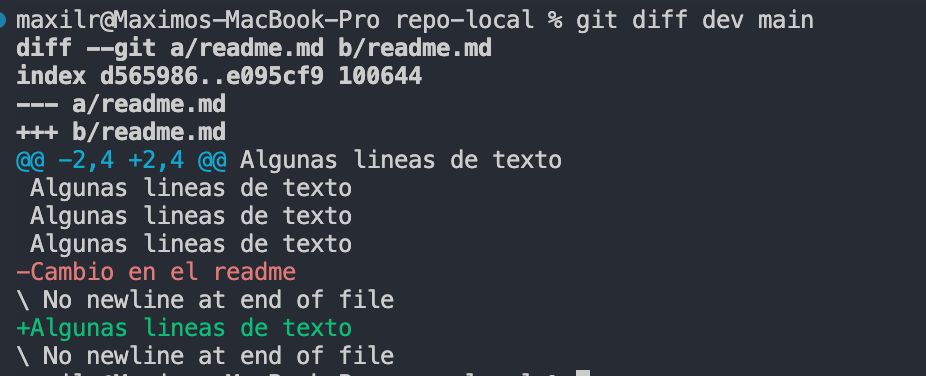 maxilr@Maximos-MacBook-Pro repo-local % git diff dev main
diff --git a/readme.md b/readme.md
index d565986..e095cf9 100644
--- a/readme.md
+++ b/readme.md
@@ -2,4 +2,4 @@ Algunas lineas de texto
 Algunas lineas de texto
 Algunas lineas de texto
 Algunas lineas de texto
-Cambio en el readme
\ No newline at end of file
+Algunas lineas de texto
\ No newline at end of file